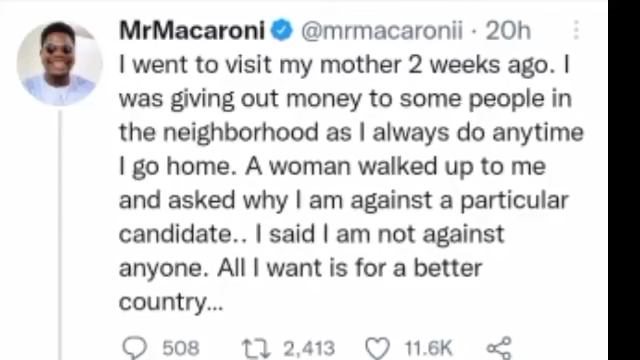 MrMacaroni @mrmacaronii · 20h
I went to visit my mother 2 weeks ago. I
was giving out money to some people in
the neighborhood as I always do anytime
I go home. A woman walked up to me
and asked why I am against a particular
candidate.. I said I am not against
anyone. All I want is for a better
country...
508 2,413 11.6K